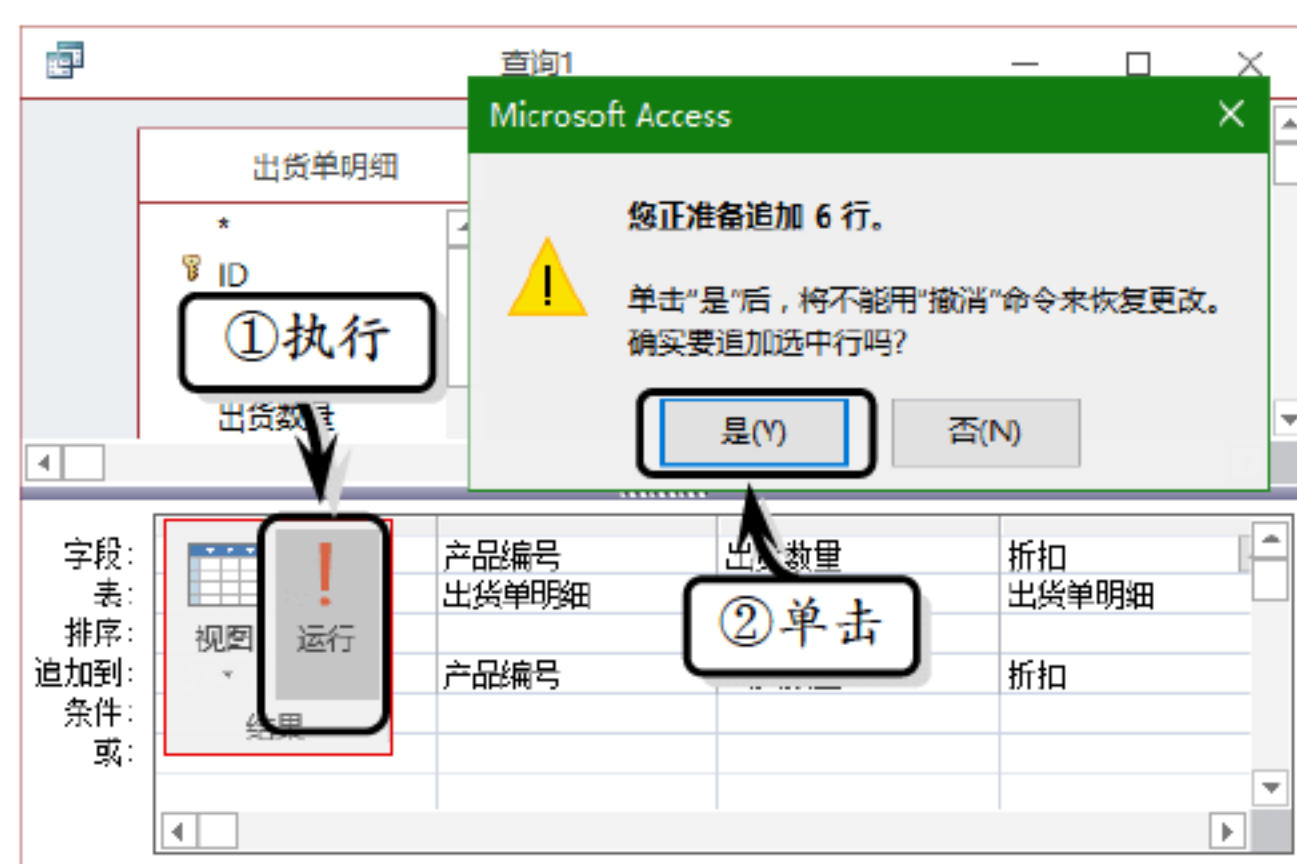 查询1
Microsoft Access
出货单明细
*
ID
您正准备追加 6 行。
单击“是”后，将不能用“撤消”命令来恢复更改。
确实要追加选中行吗?
①执行
出货数量
是(Y) 否(N)
字段: 产品编号 出货数量 折扣
表: 出货单明细 出货单明细
②单击
排序:
视图 运行
追加到: 产品编号 折扣
条件:
结果
或: